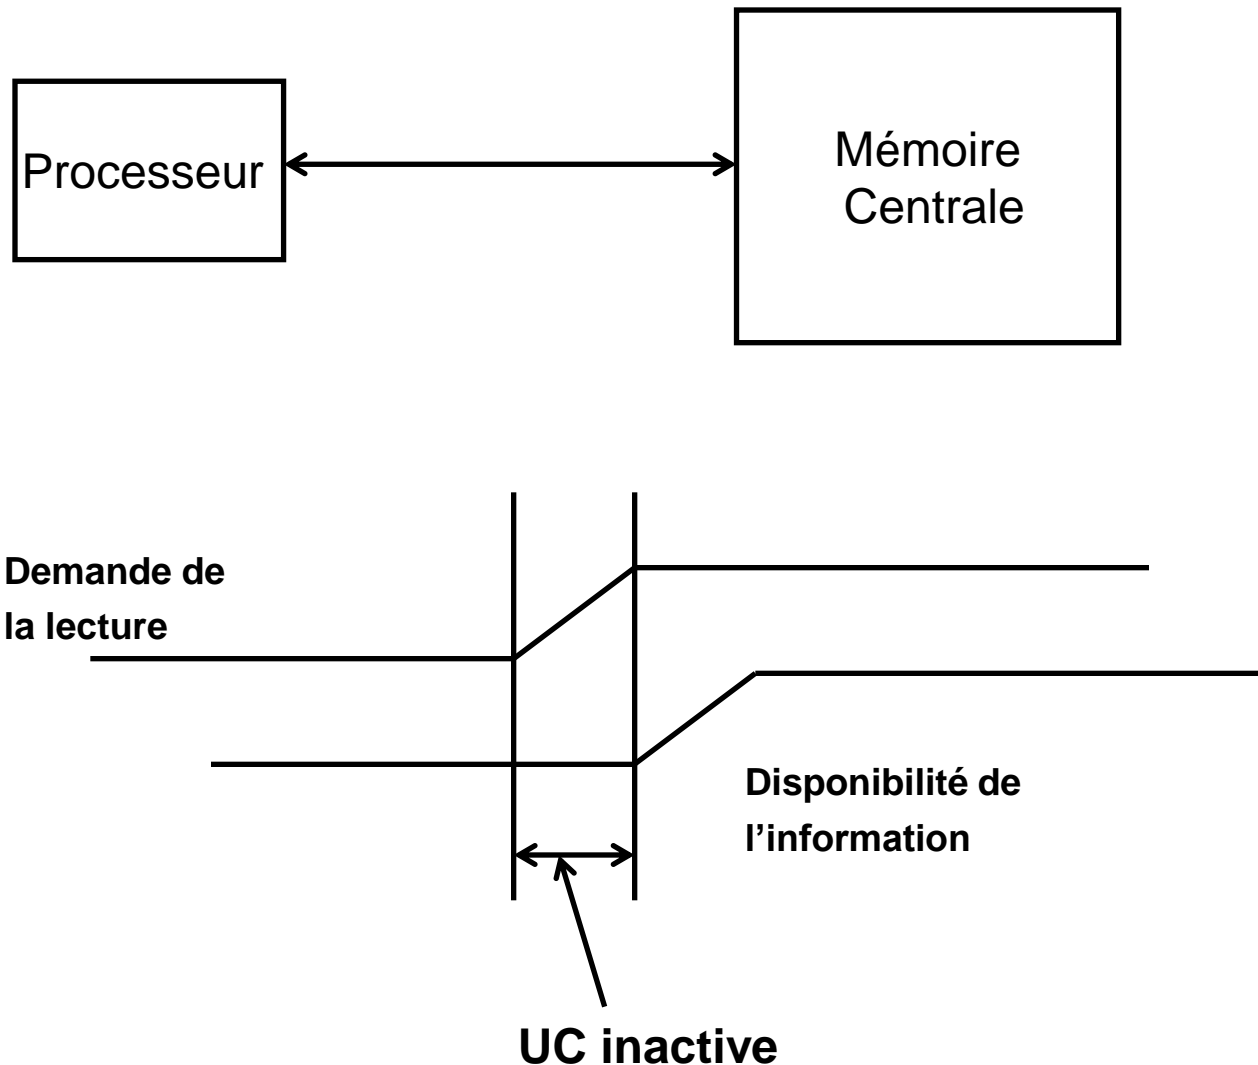 Processeur
Mémoire
Centrale
Demande de
la lecture
Disponibilité de
l’information
UC inactive